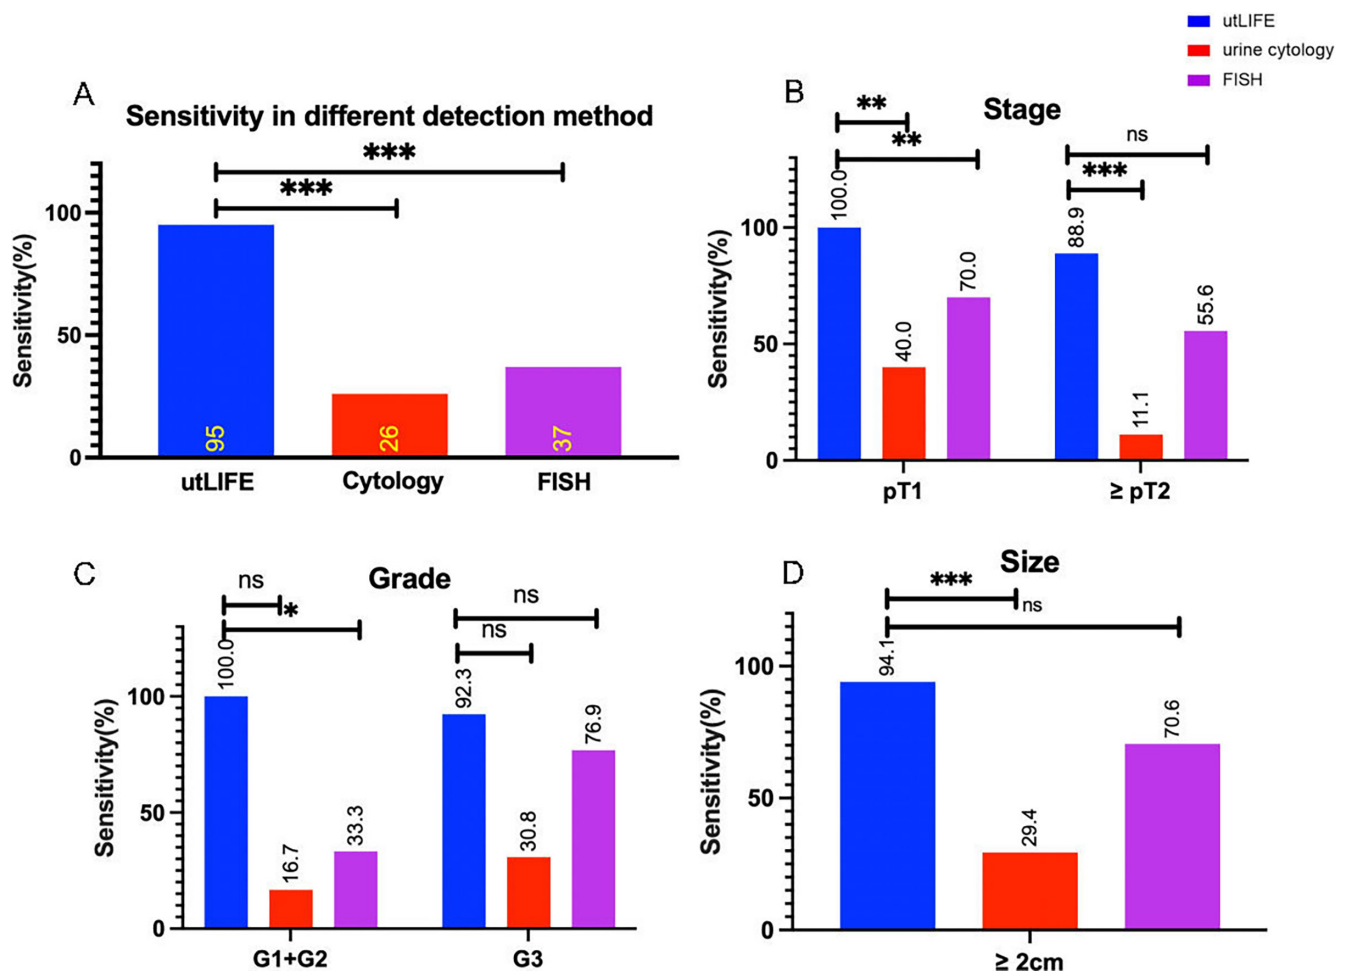 utLIFE
urine cytology
FISH
A
Sensitivity in different detection method
***
***
Sensitivity(%)
100
50
0
95
26
37
utLIFE
Cytology
FISH
B
Stage
**
**
ns
***
Sensitivity(%)
100
50
0
100.0
40.0
70.0
88.9
11.1
55.6
pT1
≥ pT2
C
Grade
ns
*
ns
ns
Sensitivity(%)
100
50
0
100.0
16.7
33.3
92.3
30.8
76.9
G1+G2
G3
D
Size
***
ns
Sensitivity(%)
100
50
0
94.1
29.4
70.6
≥ 2cm